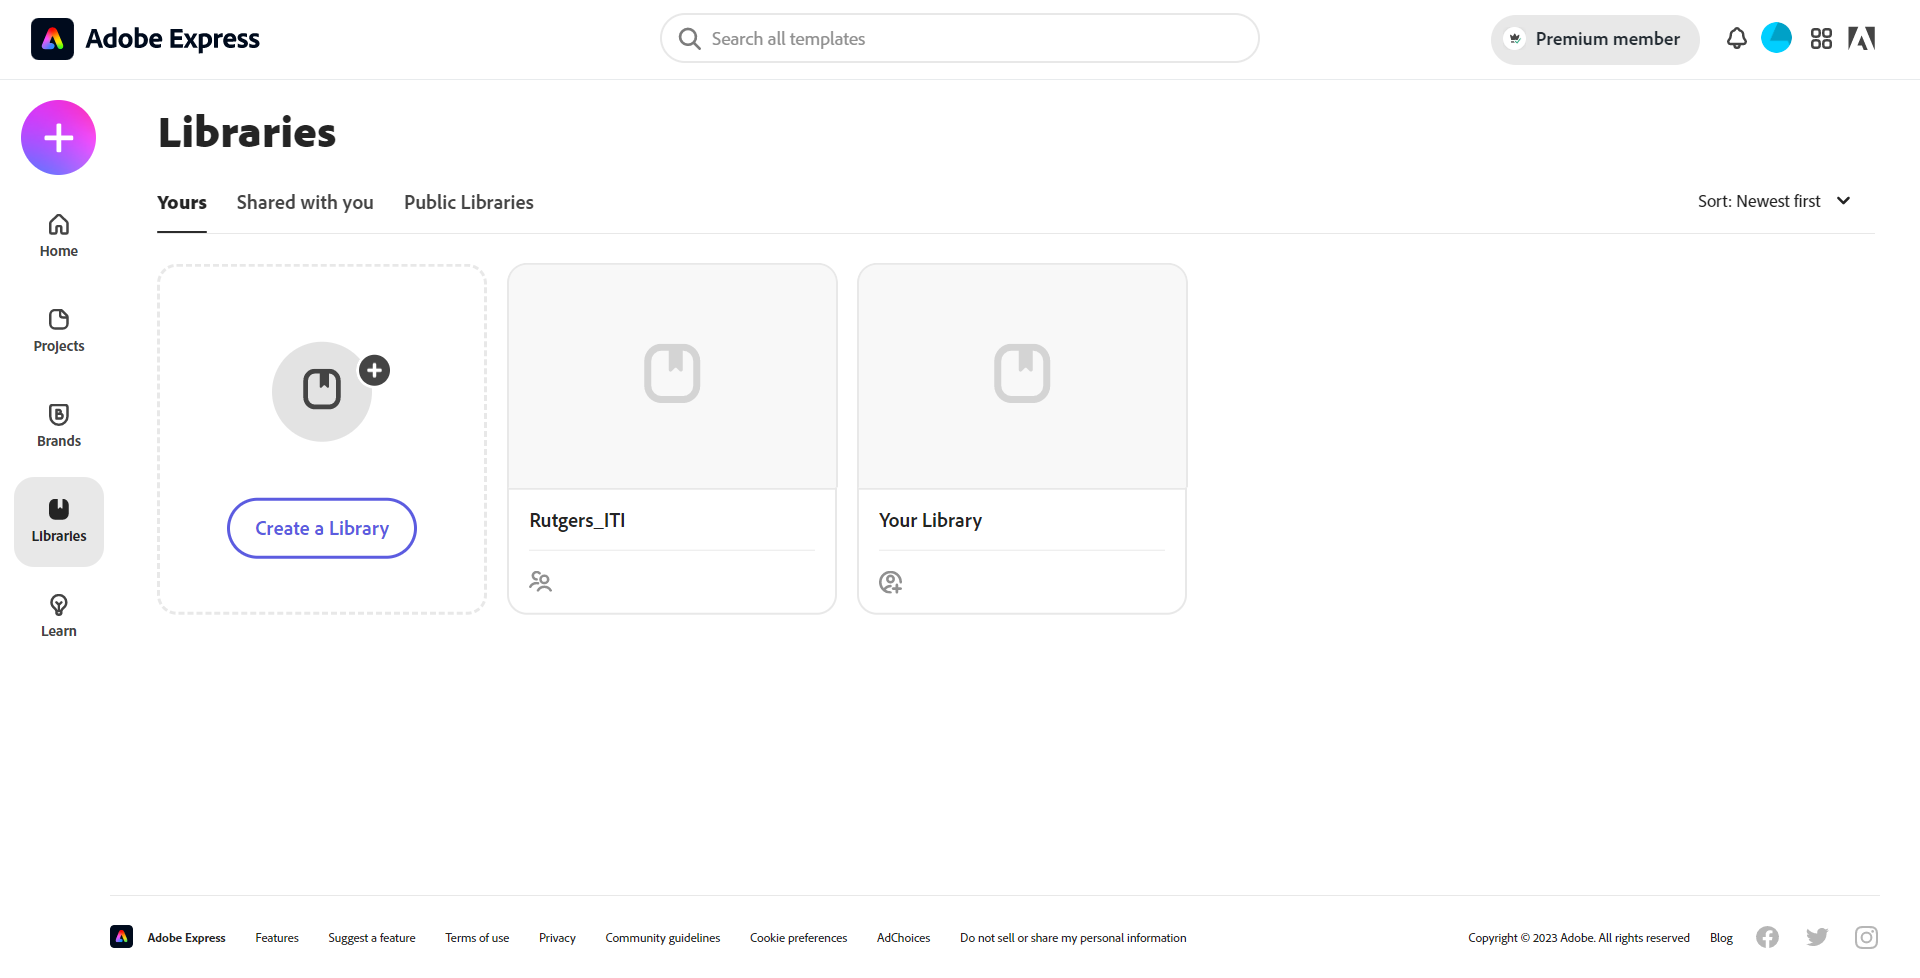 Adobe Express
Search all templates
Premium member
Libraries
Yours
Shared with you
Public Libraries
Sort: Newest first
Home
Projects
Brands
Libraries
Learn
Create a Library
Rutgers_ITI
Your Library
Adobe Express
Features
Suggest a feature
Terms of use
Privacy
Community guidelines
Cookie preferences
AdChoices
Do not sell or share my personal information
Copyright © 2023 Adobe. All rights reserved
Blog